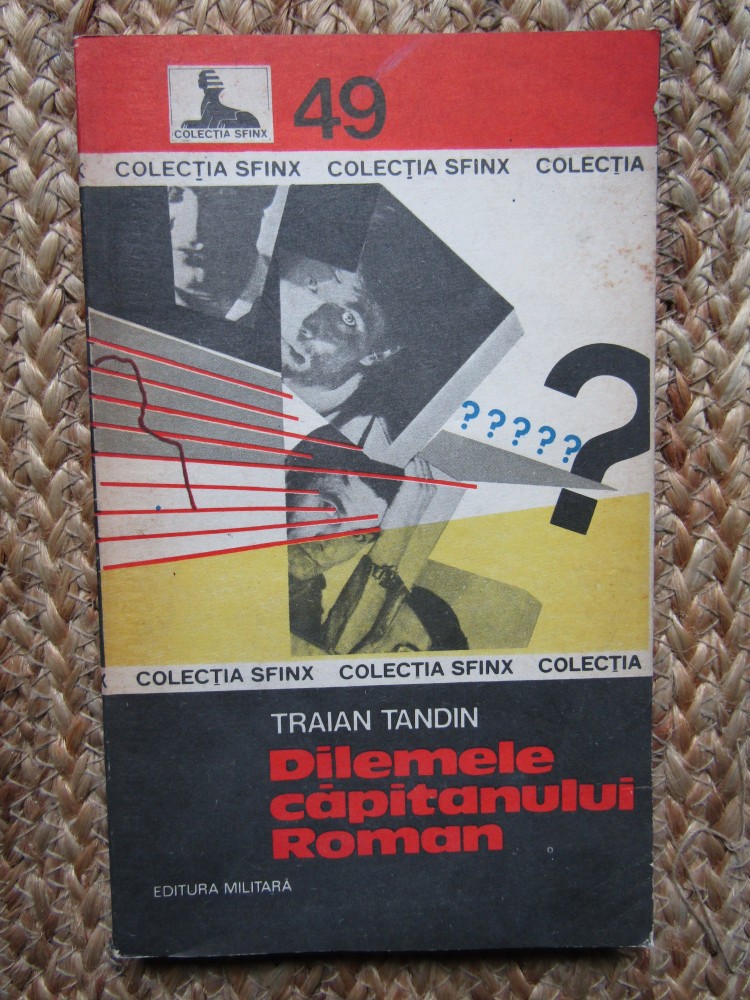 COLECȚIA SFINX
49
COLECȚIA SFINX COLECȚIA SFINX COLECȚIA
?
?????
COLECȚIA SFINX COLECȚIA SFINX COLECȚIA
TRAIAN TANDIN
Dilemele
căpitanului
Roman
EDITURA MILITARĂ